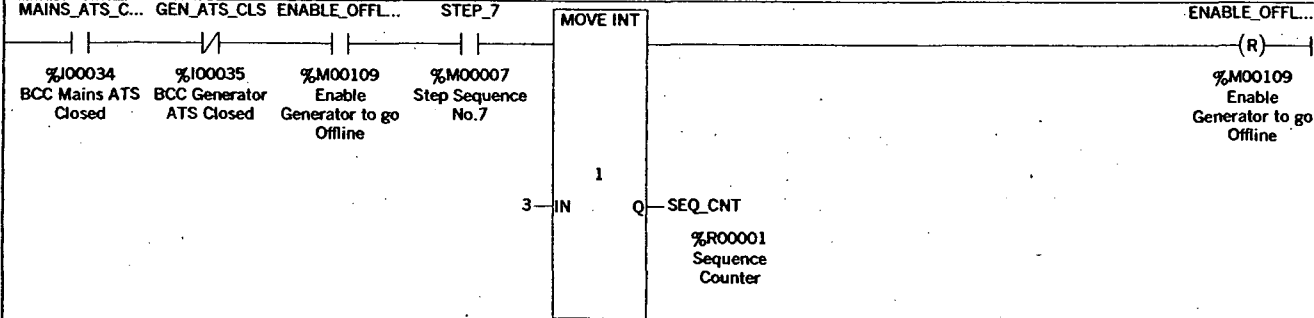 MAINS_ATS_C... GEN_ATS_CLS ENABLE_OFFL... STEP_7 MOVE INT ENABLE_OFFL...
(R)
%I00034 %I00035 %M00109 %M00007 %M00109
BCC Mains ATS BCC Generator Enable Step Sequence Enable
Closed ATS Closed Generator to go No.7 Generator to go
Offline Offline
1
3 IN Q SEQ_CNT
%R00001
Sequence
Counter